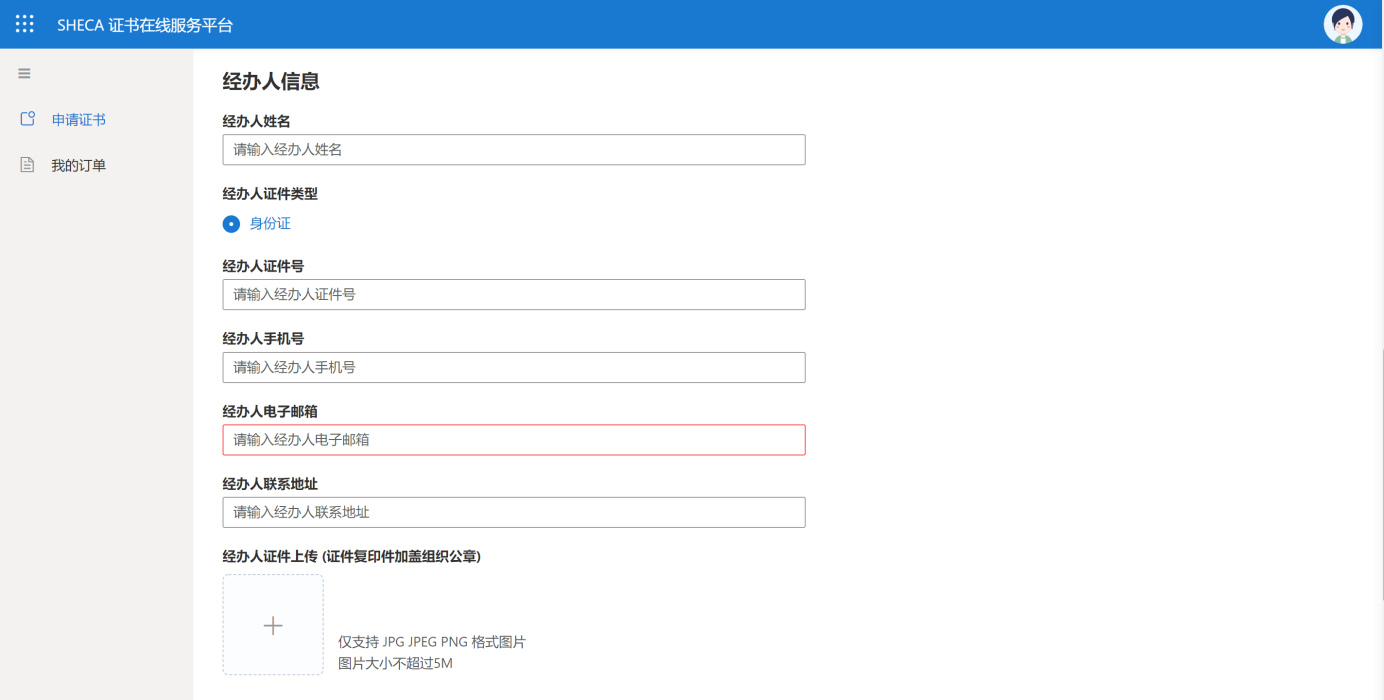 SHECA 证书在线服务平台
申请证书
我的订单
经办人信息
经办人姓名
请输入经办人姓名
经办人证件类型
身份证
经办人证件号
请输入经办人证件号
经办人手机号
请输入经办人手机号
经办人电子邮箱
请输入经办人电子邮箱
经办人联系地址
请输入经办人联系地址
经办人证件上传 (证件复印件加盖组织公章)
仅支持 JPG JPEG PNG 格式图片
图片大小不超过5M